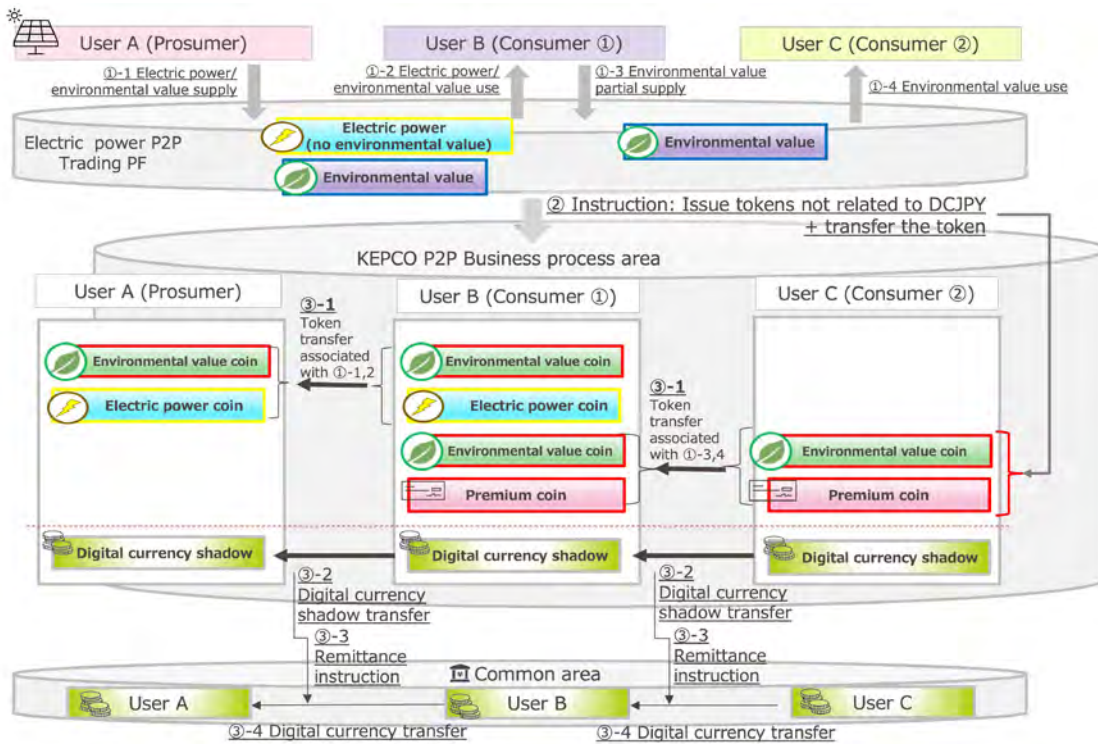 User A (Prosumer)
User B (Consumer ①)
User C (Consumer ②)
①-1 Electric power/
environmental value supply
①-2 Electric power/
environmental value use
①-3 Environmental value
partial supply
①-4 Environmental value use
Electric power P2P
Trading PF
Electric power
(no environmental value)
Environmental value
Environmental value
② Instruction: Issue tokens not related to DCJPY
+ transfer the token
KEPCO P2P Business process area
User A (Prosumer)
User B (Consumer ①)
User C (Consumer ②)
③-1
Token
transfer
associated
with ①-1,2
Environmental value coin
Electric power coin
Environmental value coin
Electric power coin
Environmental value coin
Premium coin
③-1
Token
transfer
associated
with ①-3,4
Environmental value coin
Premium coin
Digital currency shadow
Digital currency shadow
Digital currency shadow
③-2
Digital currency
shadow transfer
③-3
Remittance
instruction
③-2
Digital currency
shadow transfer
③-3
Remittance
instruction
Common area
User A
User B
User C
③-4 Digital currency transfer
③-4 Digital currency transfer